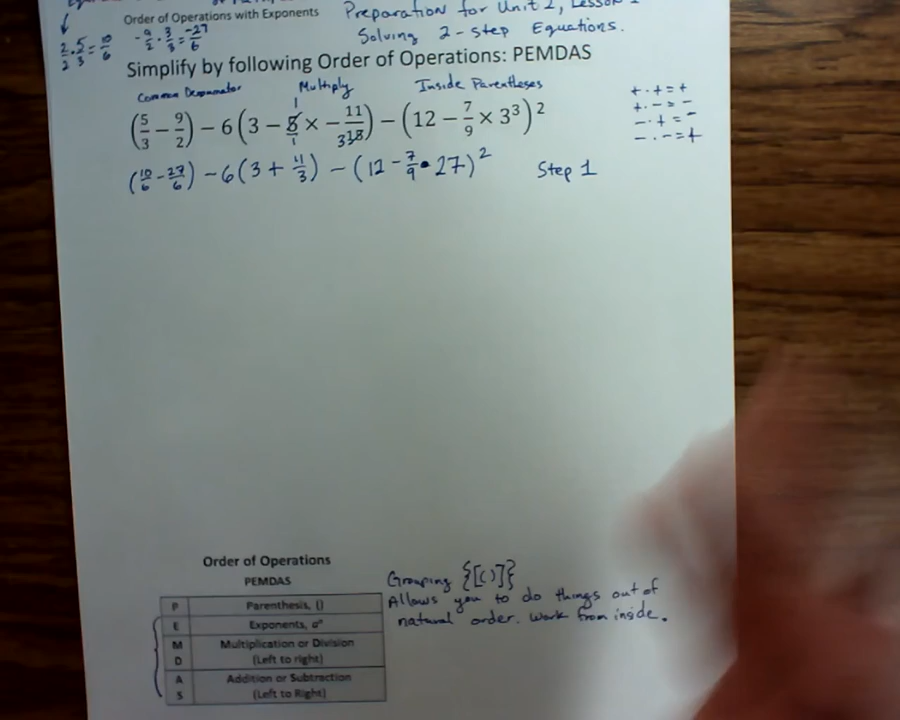 Order of Operations with Exponents
Preparation for Unit 2, Lesson
Solving 2-step Equations.
2/2 · 5/3 = 10/6
-9/2 · 3/3 = -27/6
Simplify by following Order of Operations: PEMDAS
Common Denominator Multiply Inside Parentheses
+ · + = +
+ · - = -
- · + = -
- · - = +
(5/3 − 9/2) − 6(3 − 6/1 × −11/18) − (12 − 7/9 × 3³)²
1
3
(10/6 - 27/6) - 6(3 + 11/3) - (12 - 7/9 • 27)² Step 1
Order of Operations
PEMDAS
P Parenthesis, ()
E Exponents, aⁿ
M Multiplication or Division
D (Left to right)
A Addition or Subtraction
S (Left to Right)
Grouping {[()]}
Allows you to do things out of
natural order. Work from inside.